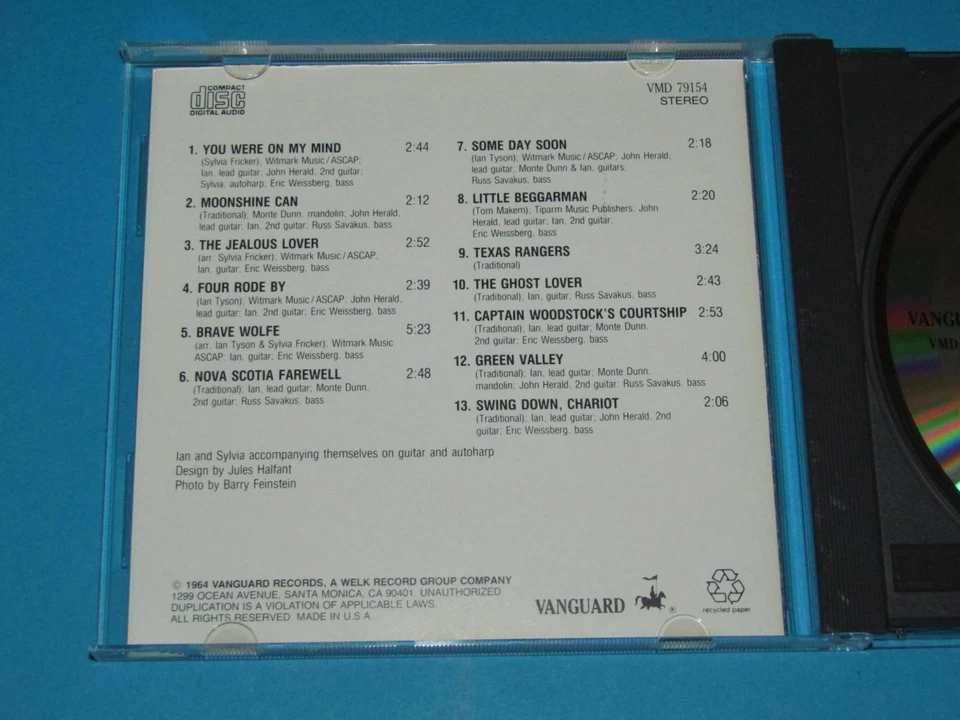 COMPACT
disc
DIGITAL AUDIO
VMD 79154
STEREO
1. YOU WERE ON MY MIND 2:44
(Sylvia Fricker); Witmark Music/ASCAP;
Ian, lead guitar; John Herald, 2nd guitar;
Sylvia, autoharp; Eric Weissberg, bass
2. MOONSHINE CAN 2:12
(Traditional); Monte Dunn, mandolin; John Herald,
lead guitar; Ian, 2nd guitar; Russ Savakus, bass
3. THE JEALOUS LOVER 2:52
(arr. Sylvia Fricker); Witmark Music/ASCAP;
Ian, guitar; Eric Weissberg, bass
4. FOUR RODE BY 2:39
(Ian Tyson); Witmark Music/ASCAP; John Herald,
lead guitar; Ian, 2nd guitar; Eric Weissberg, bass
5. BRAVE WOLFE 5:23
(arr. Ian Tyson & Sylvia Fricker); Witmark Music
ASCAP; Ian, guitar; Eric Weissberg, bass
6. NOVA SCOTIA FAREWELL 2:48
(Traditional); Ian, lead guitar; Monte Dunn,
2nd guitar; Russ Savakus, bass
7. SOME DAY SOON 2:18
(Ian Tyson); Witmark Music/ASCAP; John Herald,
lead guitar; Monte Dunn & Ian, guitars;
Russ Savakus, bass
8. LITTLE BEGGARMAN 2:20
(Tom Makem); Tiparm Music Publishers; John
Herald, lead guitar; Ian, 2nd guitar;
Eric Weissberg, bass
9. TEXAS RANGERS 3:24
(Traditional)
10. THE GHOST LOVER 2:43
(Traditional); Ian, guitar; Russ Savakus, bass
11. CAPTAIN WOODSTOCK'S COURTSHIP 2:53
(Traditional); Ian, lead guitar; Monte Dunn,
2nd guitar; Eric Weissberg, bass
12. GREEN VALLEY 4:00
(Traditional); Ian, lead guitar; Monte Dunn,
mandolin; John Herald, 2nd guitar; Russ Savakus, bass
13. SWING DOWN, CHARIOT 2:06
(Traditional); Ian, lead guitar; John Herald, 2nd
guitar; Eric Weissberg, bass
Ian and Sylvia accompanying themselves on guitar and autoharp
Design by Jules Halfant
Photo by Barry Feinstein
© 1964 VANGUARD RECORDS, A WELK RECORD GROUP COMPANY
1299 OCEAN AVENUE, SANTA MONICA, CA 90401. UNAUTHORIZED
DUPLICATION IS A VIOLATION OF APPLICABLE LAWS.
ALL RIGHTS RESERVED. MADE IN U.S.A.
VANGUARD ®
recycled paper
VMD